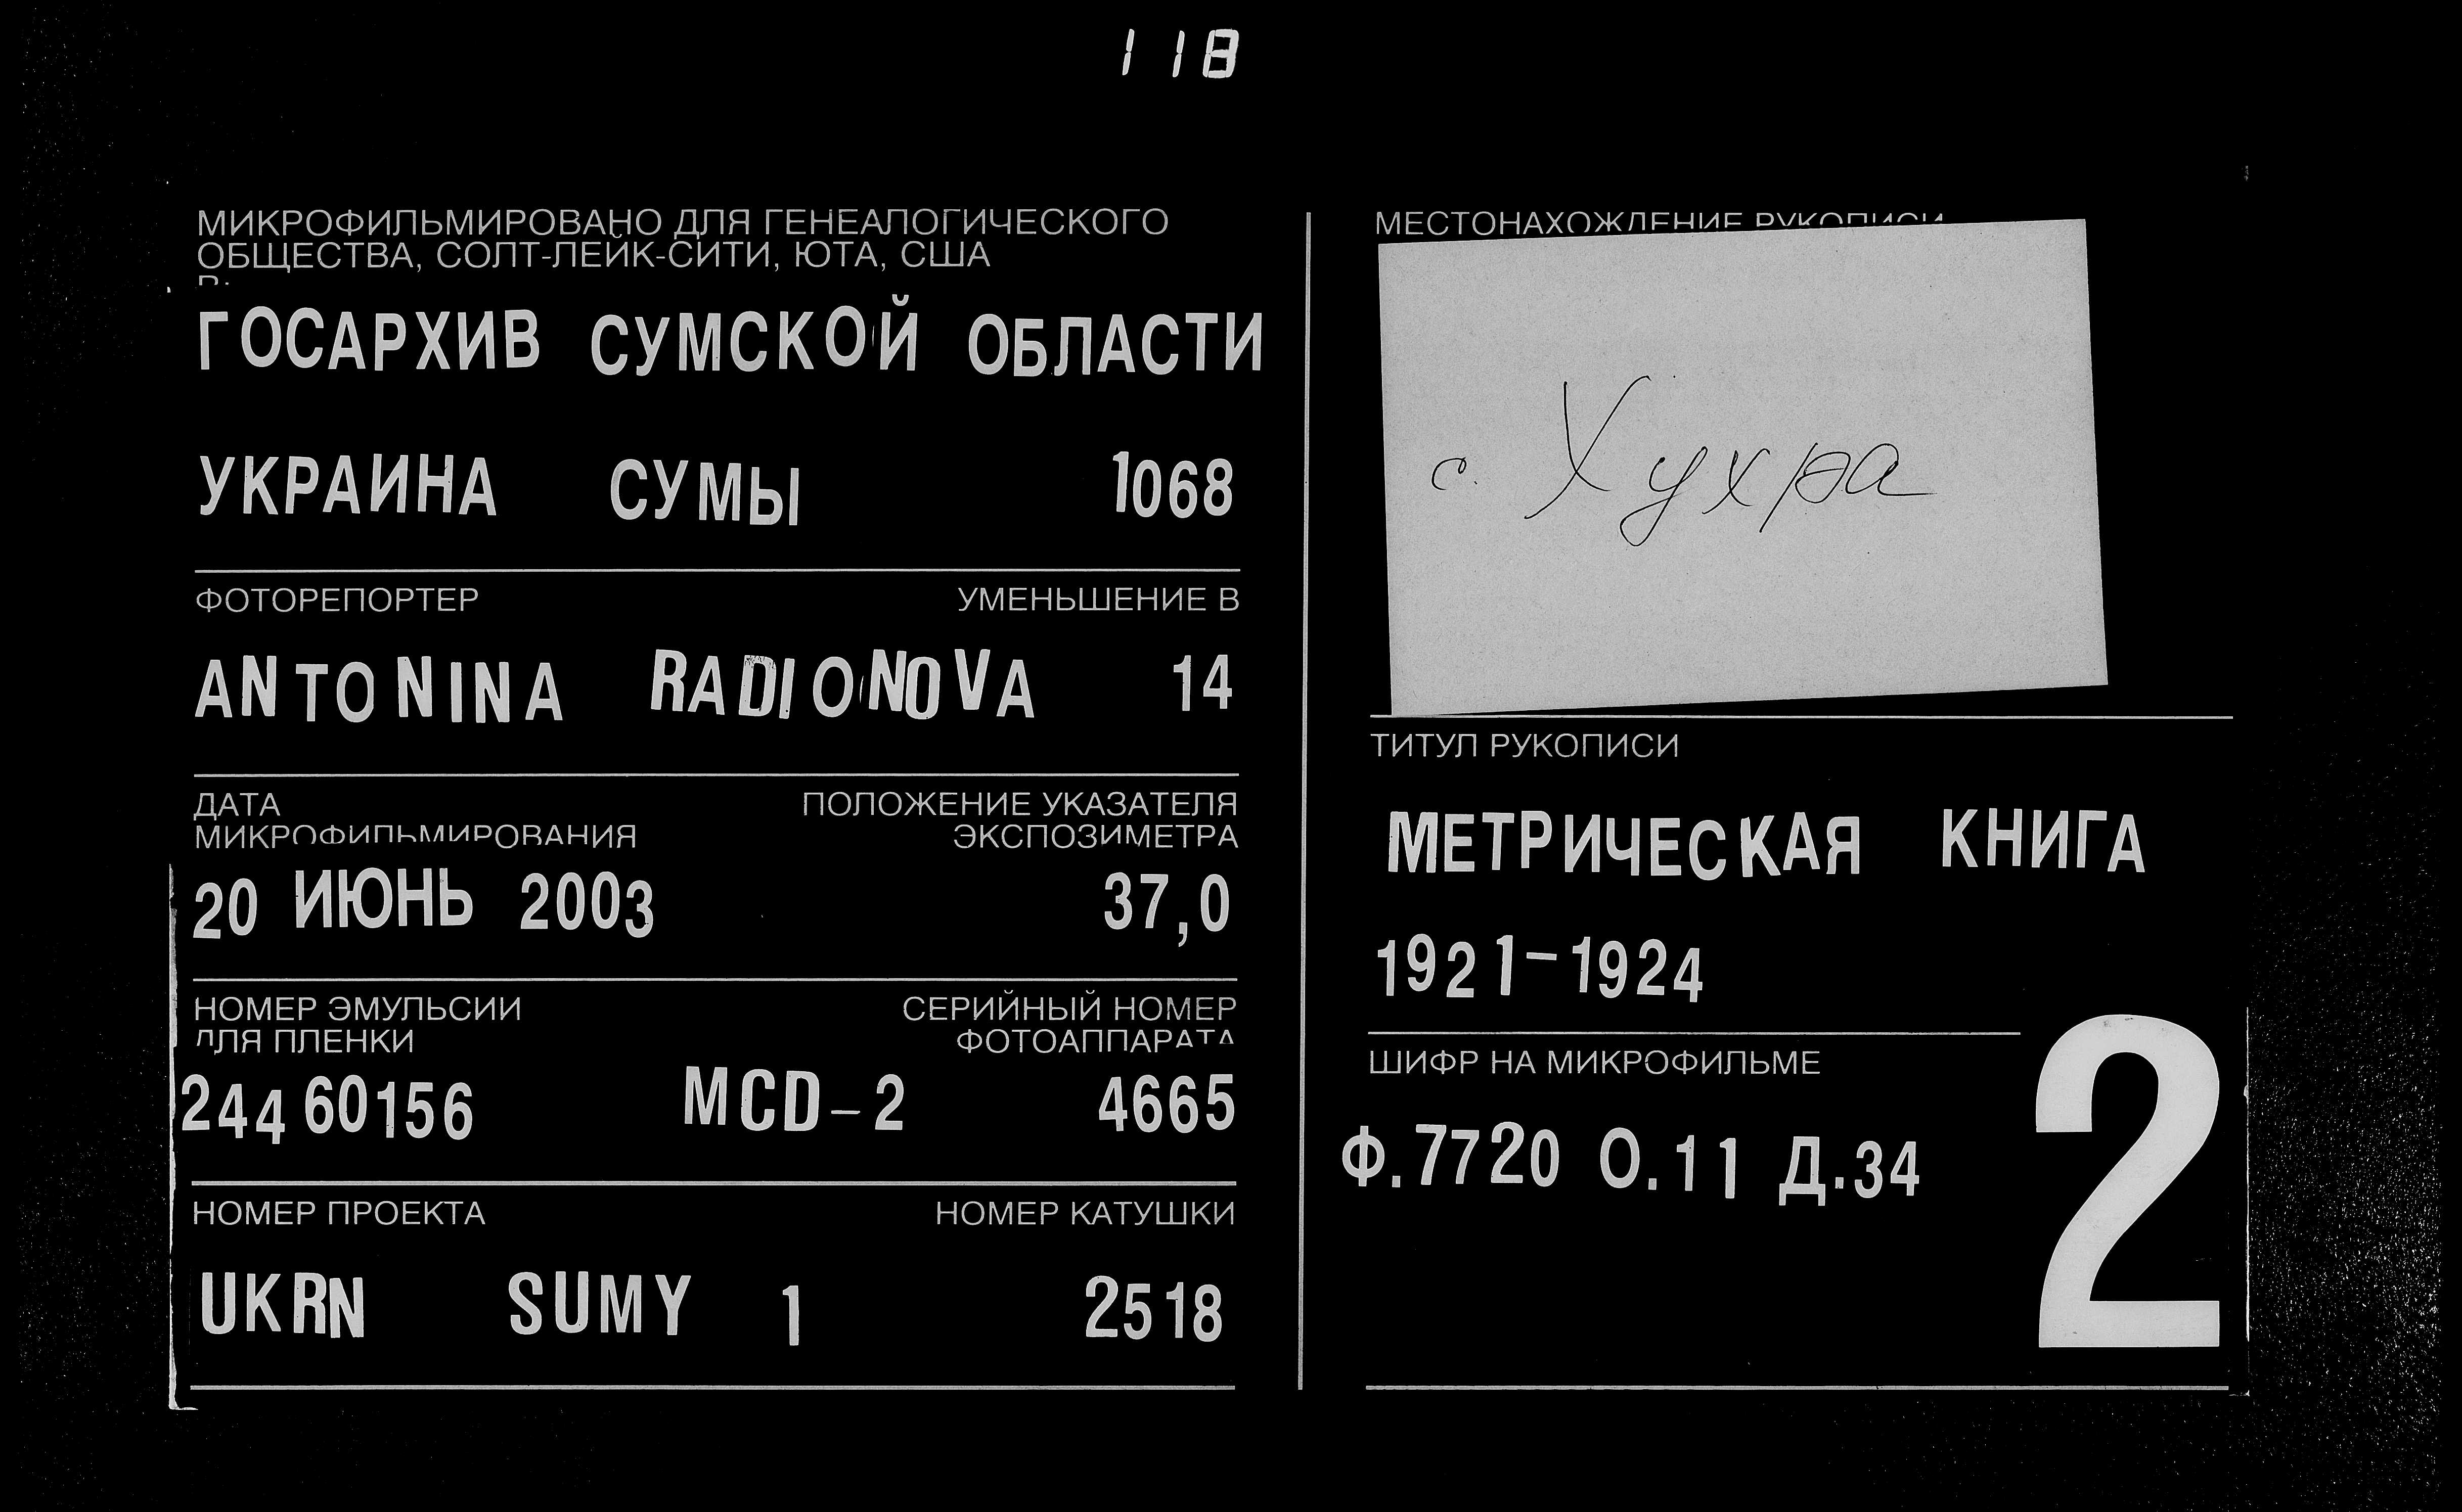 118
МИКРОФИЛЬМИРОВАНО ДЛЯ ГЕНЕАЛОГИЧЕСКОГО
ОБЩЕСТВА, СОЛТ-ЛЕЙК-СИТИ, ЮТА, США
ГОСАРХИВ СУМСКОЙ ОБЛАСТИ
УКРАИНА СУМЫ 1068
ФОТОРЕПОРТЕР УМЕНЬШЕНИЕ В
ANTONINA RADIONOVA 14
ДАТА ПОЛОЖЕНИЕ УКАЗАТЕЛЯ
МИКРОФИЛЬМИРОВАНИЯ ЭКСПОЗИМЕТРА
20 ИЮНЬ 2003 37,0
НОМЕР ЭМУЛЬСИИ СЕРИЙНЫЙ НОМЕР
ДЛЯ ПЛЕНКИ ФОТОАППАРАТА
24460156 MCD-2 4665
НОМЕР ПРОЕКТА НОМЕР КАТУШКИ
UKRN SUMY 1 2518
МЕСТОНАХОЖДЕНИЕ РУКОПИСИ
с. Хухра
ТИТУЛ РУКОПИСИ
МЕТРИЧЕСКАЯ КНИГА
1921-1924
ШИФР НА МИКРОФИЛЬМЕ
Ф.7720 О.11 Д.34
2